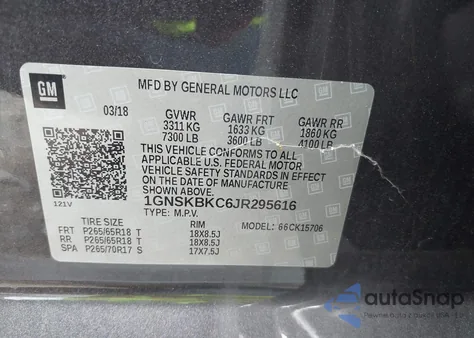 GM
MFD BY GENERAL MOTORS LLC
03/18 GVWR GAWR FRT GAWR RR
3311 KG 1633 KG 1860 KG
7300 LB 3600 LB 4100 LB
THIS VEHICLE CONFORMS TO ALL
APPLICABLE U.S. FEDERAL MOTOR
VEHICLE SAFETY STANDARDS IN
EFFECT ON THE DATE OF MANUFACTURE
SHOWN ABOVE.
1GNSKBKC6JR295616
121V
TYPE: M.P.V. MODEL: 66CK15706
TIRE SIZE RIM
FRT P265/65R18 T 18X8.5J
RR P265/65R18 T 18X8.5J
SPA P265/70R17 S 17X7.5J
autoSnap